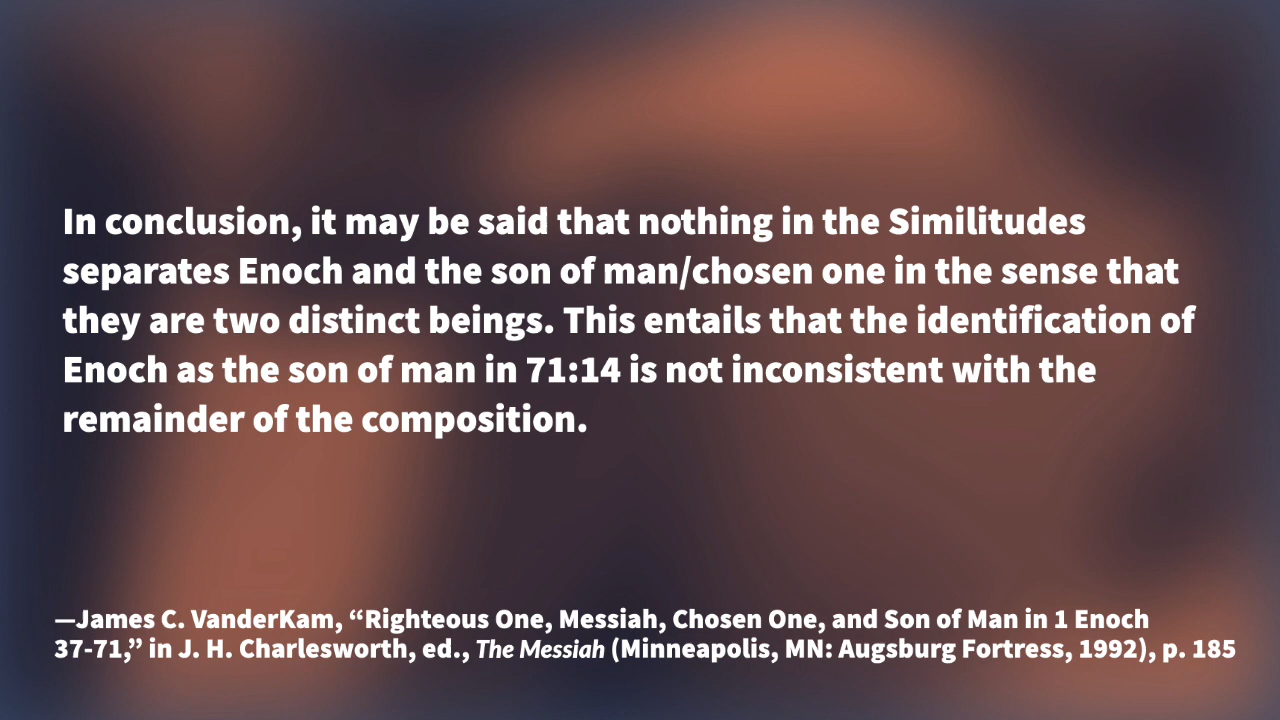 In conclusion, it may be said that nothing in the Similitudes
separates Enoch and the son of man/chosen one in the sense that
they are two distinct beings. This entails that the identification of
Enoch as the son of man in 71:14 is not inconsistent with the
remainder of the composition.
—James C. VanderKam, “Righteous One, Messiah, Chosen One, and Son of Man in 1 Enoch
37-71,” in J. H. Charlesworth, ed., The Messiah (Minneapolis, MN: Augsburg Fortress, 1992), p. 185